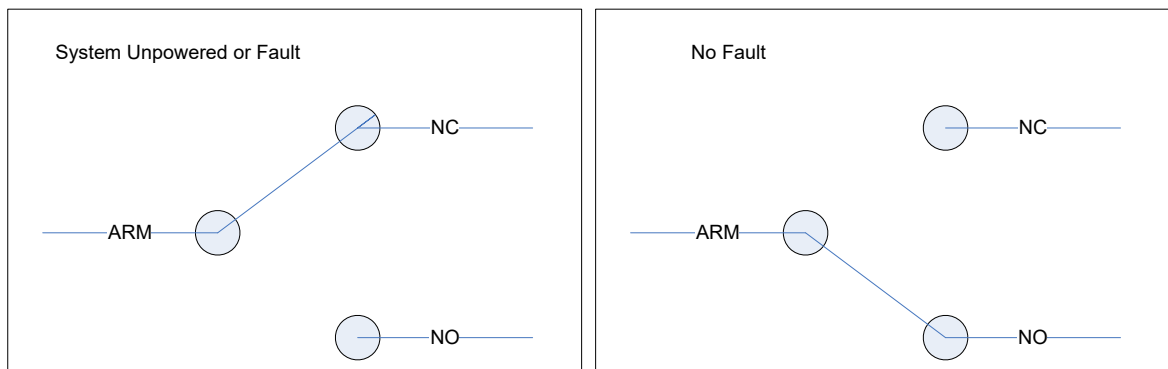 System Unpowered or Fault
NC
ARM
NO
No Fault
NC
ARM
NO